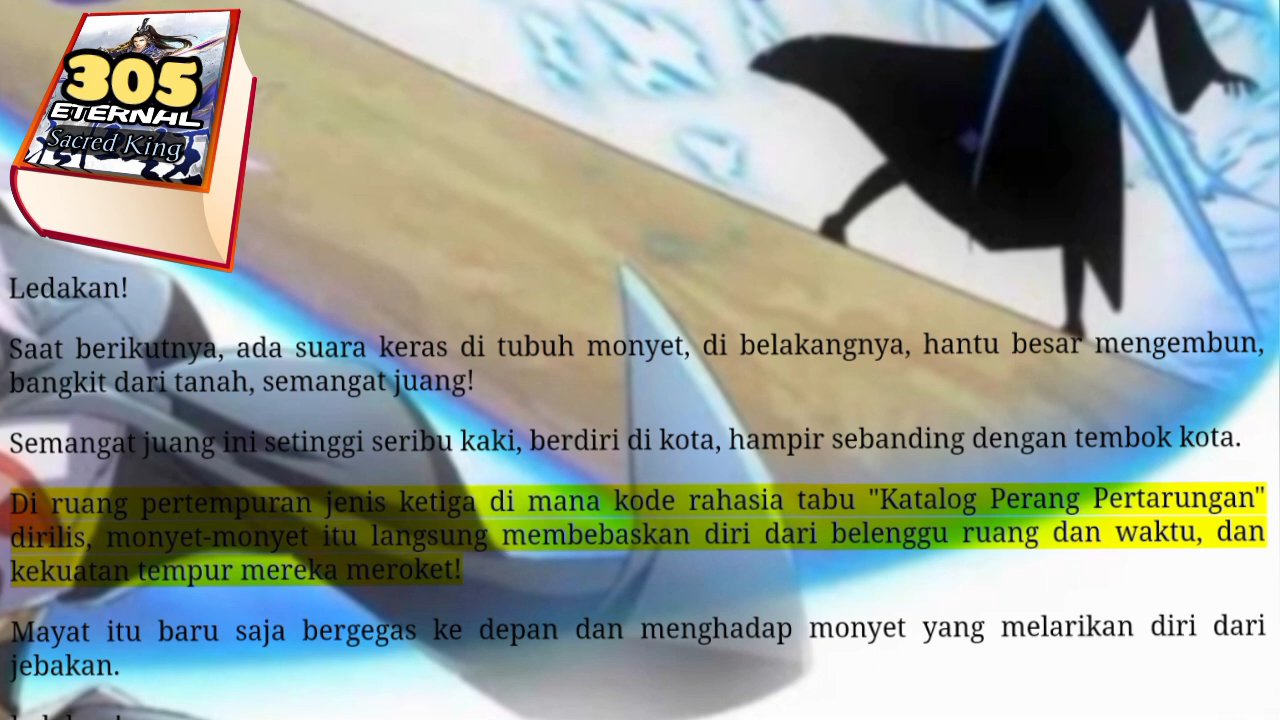 305
ETERNAL
Sacred King
Ledakan!
Saat berikutnya, ada suara keras di tubuh monyet, di belakangnya, hantu besar mengembun,
bangkit dari tanah, semangat juang!
Semangat juang ini setinggi seribu kaki, berdiri di kota, hampir sebanding dengan tembok kota.
Di ruang pertempuran jenis ketiga di mana kode rahasia tabu "Katalog Perang Pertarungan"
dirilis, monyet-monyet itu langsung membebaskan diri dari belenggu ruang dan waktu, dan
kekuatan tempur mereka meroket!
Mayat itu baru saja bergegas ke depan dan menghadap monyet yang melarikan diri dari
jebakan.